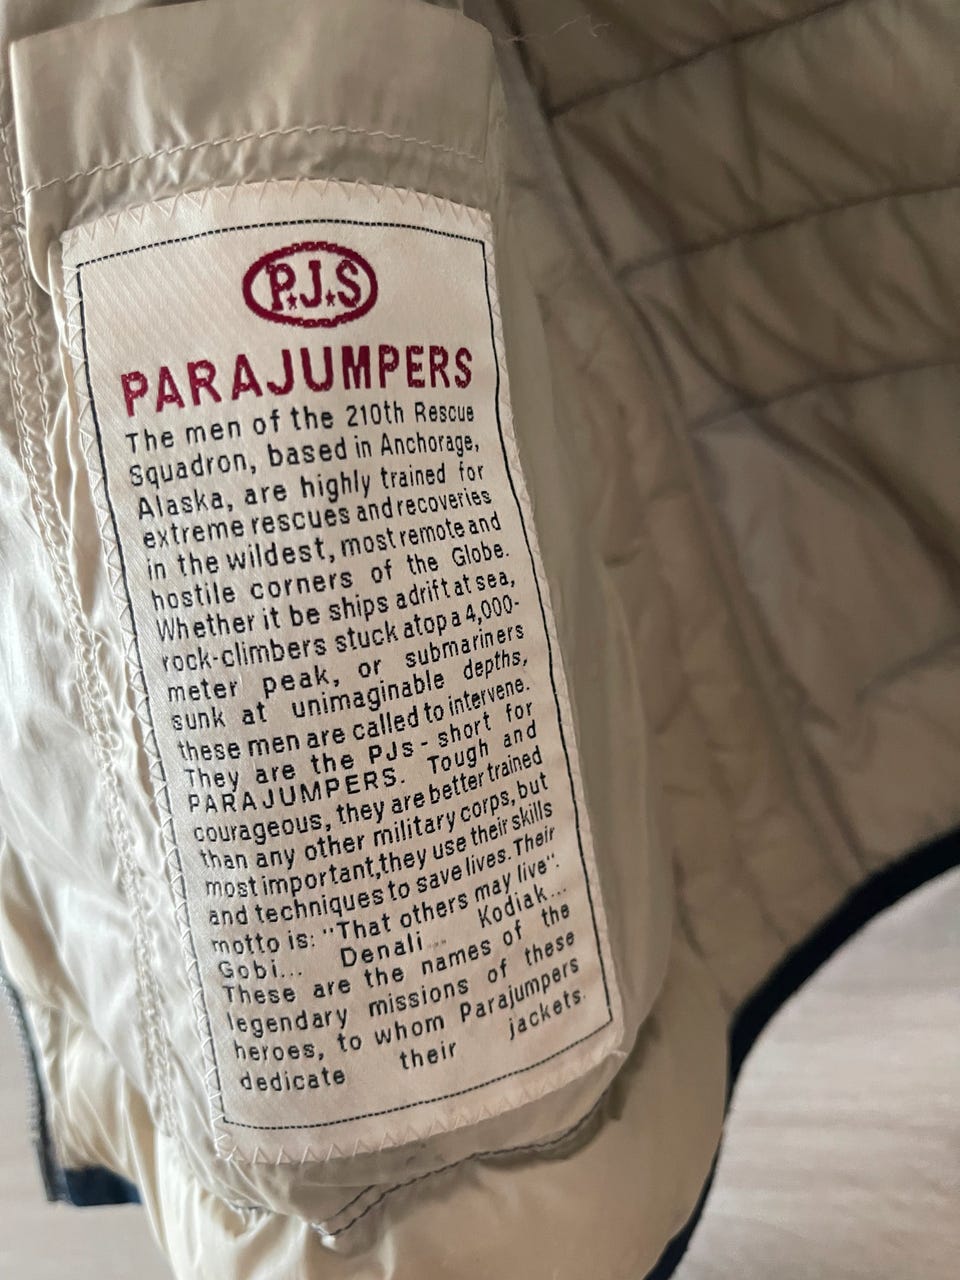 P.J.S
PARAJUMPERS
The men of the 210th Rescue
Squadron, based in Anchorage,
Alaska, are highly trained for
extreme rescues and recoveries
in the wildest, most remote and
hostile corners of the Globe.
Whether it be ships adrift at sea,
rock-climbers stuck atop a 4,000-
meter peak, or submariners
sunk at unimaginable depths,
these men are called to intervene.
They are the PJs - short for
PARAJUMPERS. Tough and
courageous, they are better trained
than any other military corps, but
most important, they use their skills
and techniques to save lives. Their
motto is: "That others may live".
Gobi... Denali... Kodiak...
These are the names of the
legendary missions of these
heroes, to whom Parajumpers
dedicate their jackets.